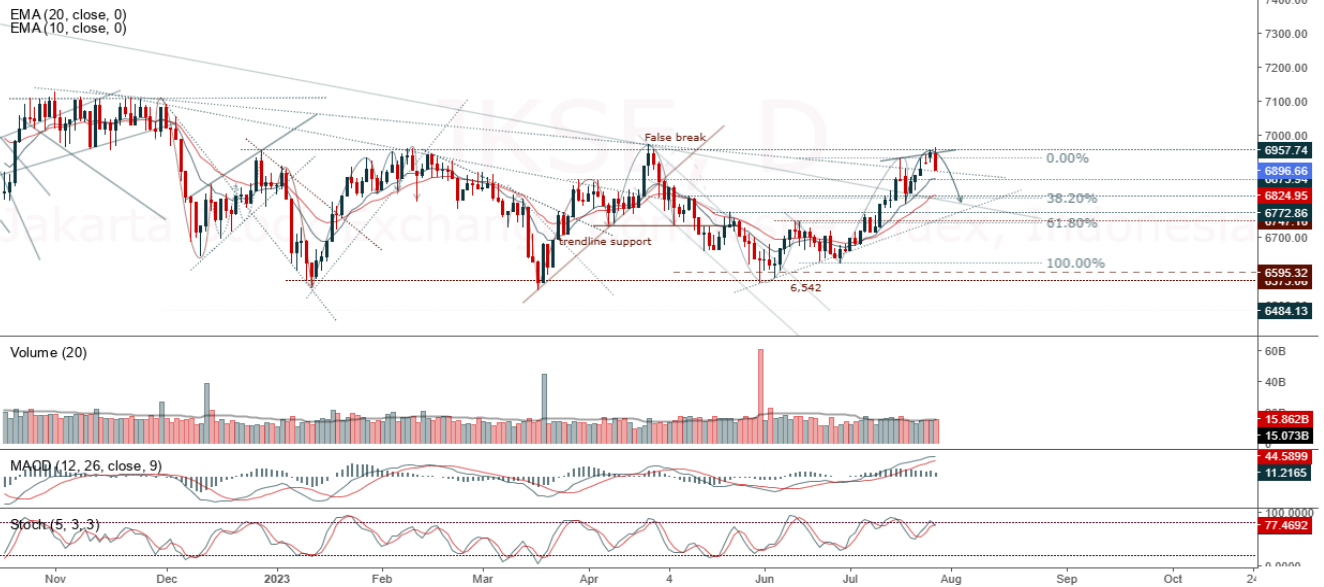 EMA (20, close, 0)
EMA (10, close, 0)
7300.00
7200.00
7100.00
7000.00
False break
6957.74
0.00%
6896.66
38.20%
6824.95
6772.86
61.80%
6700.00
trendline support
100.00%
6595.32
6,542
6484.13
Volume (20)
60B
40B
15.862B
15.073B
MACD (12, 26, close, 9)
44.5899
11.2165
Stoch (5, 3, 3)
100.0000
77.4692
0.0000
Nov
Dec
2023
Feb
Mar
Apr
4
Jun
Jul
Aug
Sep
Oct
24